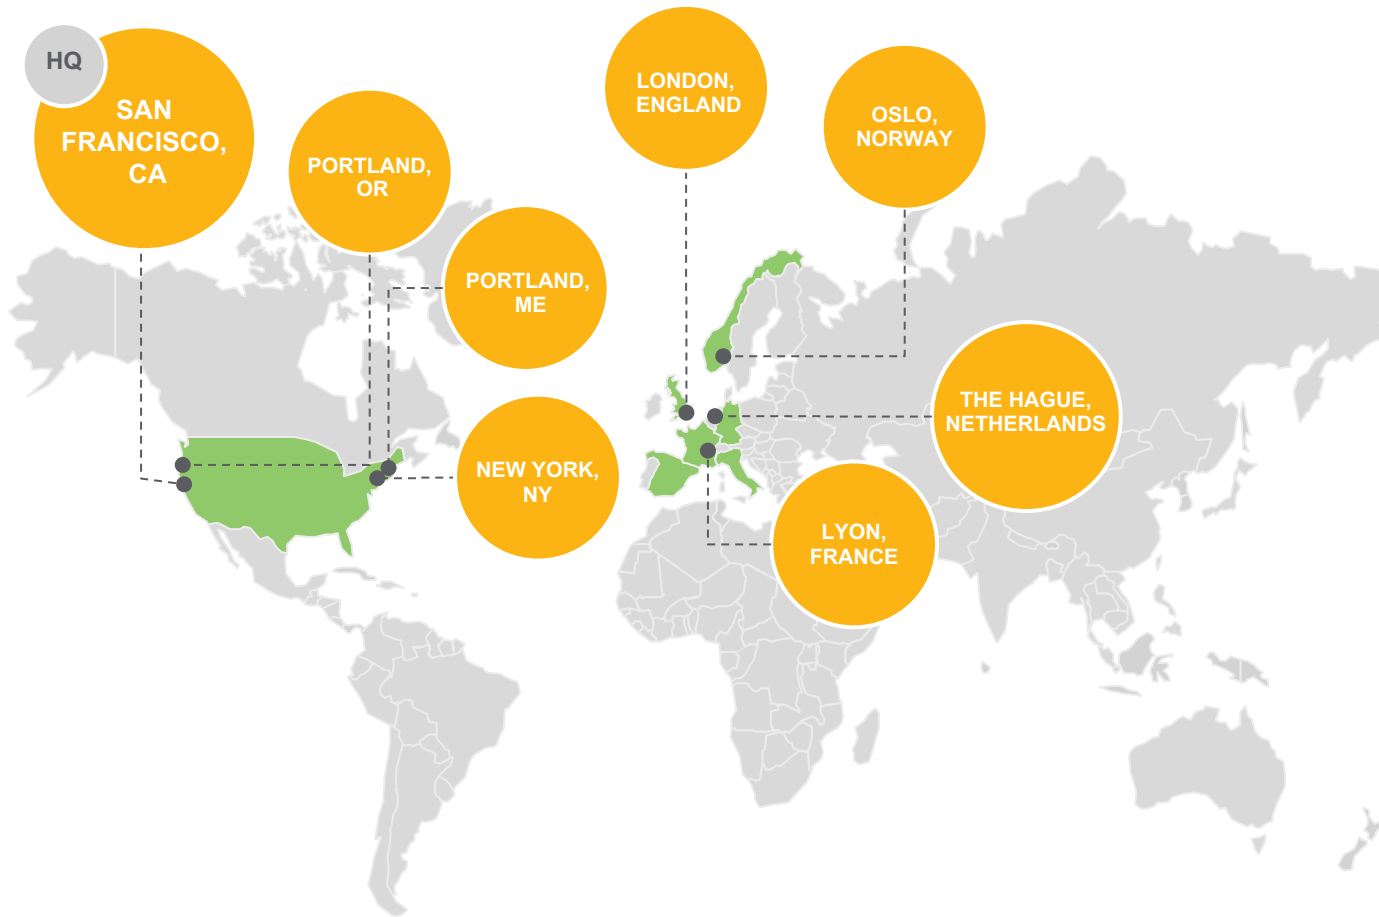 HQ
SAN
FRANCISCO,
CA
PORTLAND,
OR
PORTLAND,
ME
NEW YORK,
NY
LONDON,
ENGLAND
OSLO,
NORWAY
THE HAGUE,
NETHERLANDS
LYON,
FRANCE